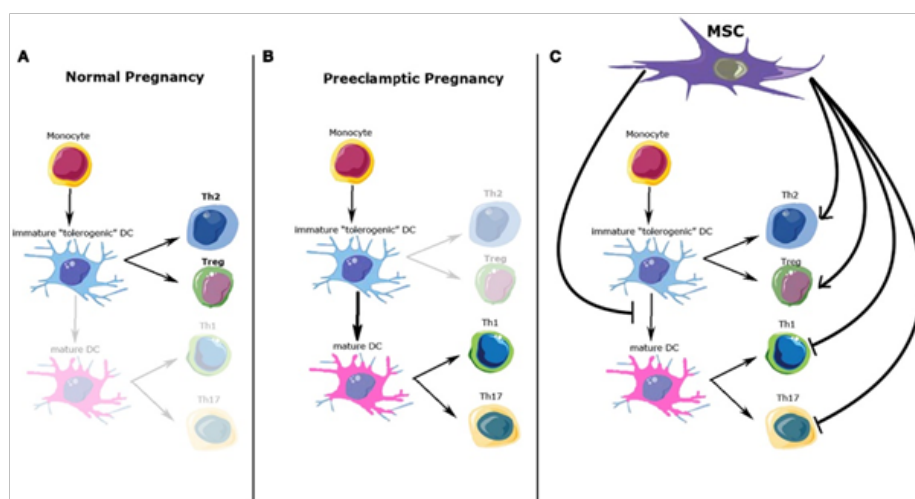 A
Normal Pregnancy
Monocyte
Th2
immature "tolerogenic" DC
Treg
Th1
mature DC
Th17
B
Preeclamptic Pregnancy
Monocyte
Th2
immature "tolerogenic" DC
Treg
Th1
mature DC
Th17
C
MSC
Monocyte
Th2
immature "tolerogenic" DC
Treg
Th1
mature DC
Th17